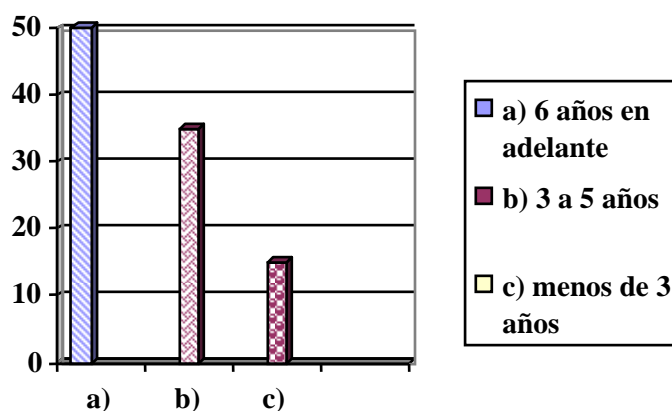 50
40
30
20
10
0
a) b) c)
a) 6 años en
adelante
b) 3 a 5 años
c) menos de 3
años